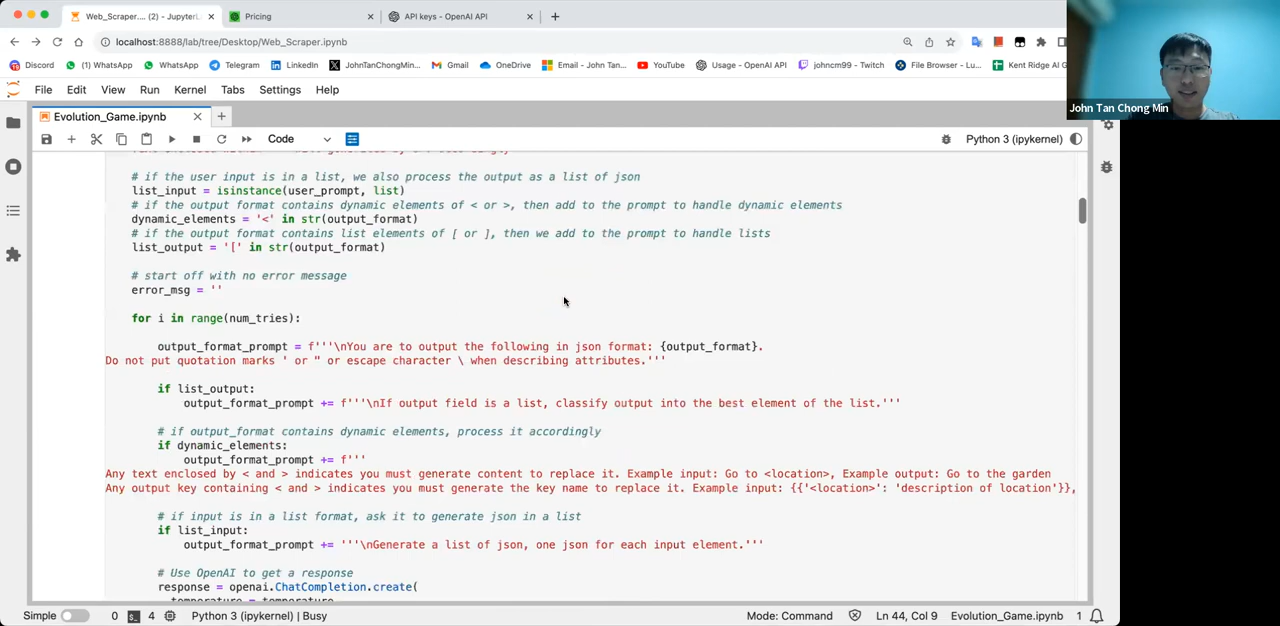 Web_Scraper.... (2) - JupyterL
Pricing
API keys - OpenAI API
localhost:8888/lab/tree/Desktop/Web_Scraper.ipynb
Discord
(1) WhatsApp
WhatsApp
Telegram
LinkedIn
JohnTanChongMin...
Gmail
OneDrive
Email - John Tan...
YouTube
Usage - OpenAI API
johncm99 - Twitch
File Browser - Lu...
Kent Ridge AI G
John Tan Chong Min
File Edit View Run Kernel Tabs Settings Help
Evolution_Game.ipynb
Code
Python 3 (ipykernel)
# if the user input is in a list, we also process the output as a list of json
list_input = isinstance(user_prompt, list)
# if the output format contains dynamic elements of < or >, then add to the prompt to handle dynamic elements
dynamic_elements = '<' in str(output_format)
# if the output format contains list elements of [ or ], then we add to the prompt to handle lists
list_output = '[' in str(output_format)
# start off with no error message
error_msg = ''
for i in range(num_tries):
output_format_prompt = f'''\nYou are to output the following in json format: {output_format}.
Do not put quotation marks ' or " or escape character \ when describing attributes.'''
if list_output:
output_format_prompt += f'''\nIf output field is a list, classify output into the best element of the list.'''
# if output_format contains dynamic elements, process it accordingly
if dynamic_elements:
output_format_prompt += f'''
Any text enclosed by < and > indicates you must generate content to replace it. Example input: Go to <location>, Example output: Go to the garden
Any output key containing < and > indicates you must generate the key name to replace it. Example input: {{'<location>': 'description of location'}},
# if input is in a list format, ask it to generate json in a list
if list_input:
output_format_prompt += '''\nGenerate a list of json, one json for each input element.'''
# Use OpenAI to get a response
response = openai.ChatCompletion.create(
temperature = temperature
Simple
0
4
Python 3 (ipykernel) | Busy
Mode: Command
Ln 44, Col 9
Evolution_Game.ipynb
1